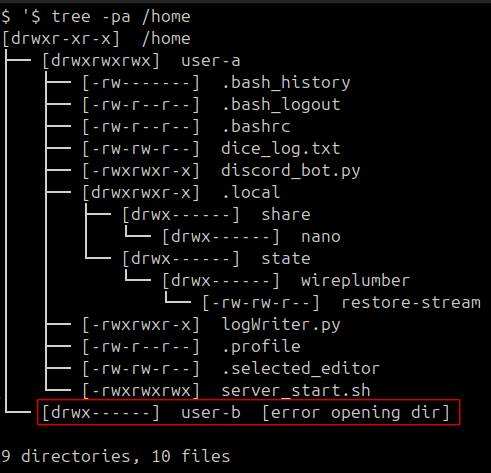 $ '$ tree -pa /home
[drwxr-xr-x]  /home
├── [drwxrwxrwx]  user-a
│   ├── [-rw-------]  .bash_history
│   ├── [-rw-r--r--]  .bash_logout
│   ├── [-rw-r--r--]  .bashrc
│   ├── [-rw-rw-r--]  dice_log.txt
│   ├── [-rwxrwxr-x]  discord_bot.py
│   ├── [drwxrwxr-x]  .local
│   │   ├── [drwx------]  share
│   │   │   └── [drwx------]  nano
│   │   └── [drwx------]  state
│   │       └── [drwx------]  wireplumber
│   │           └── [-rw-rw-r--]  restore-stream
│   ├── [-rwxrwxr-x]  logWriter.py
│   ├── [-rw-r--r--]  .profile
│   ├── [-rw-rw-r--]  .selected_editor
│   └── [-rwxrwxrwx]  server_start.sh
└── [drwx------]  user-b  [error opening dir]
9 directories, 10 files